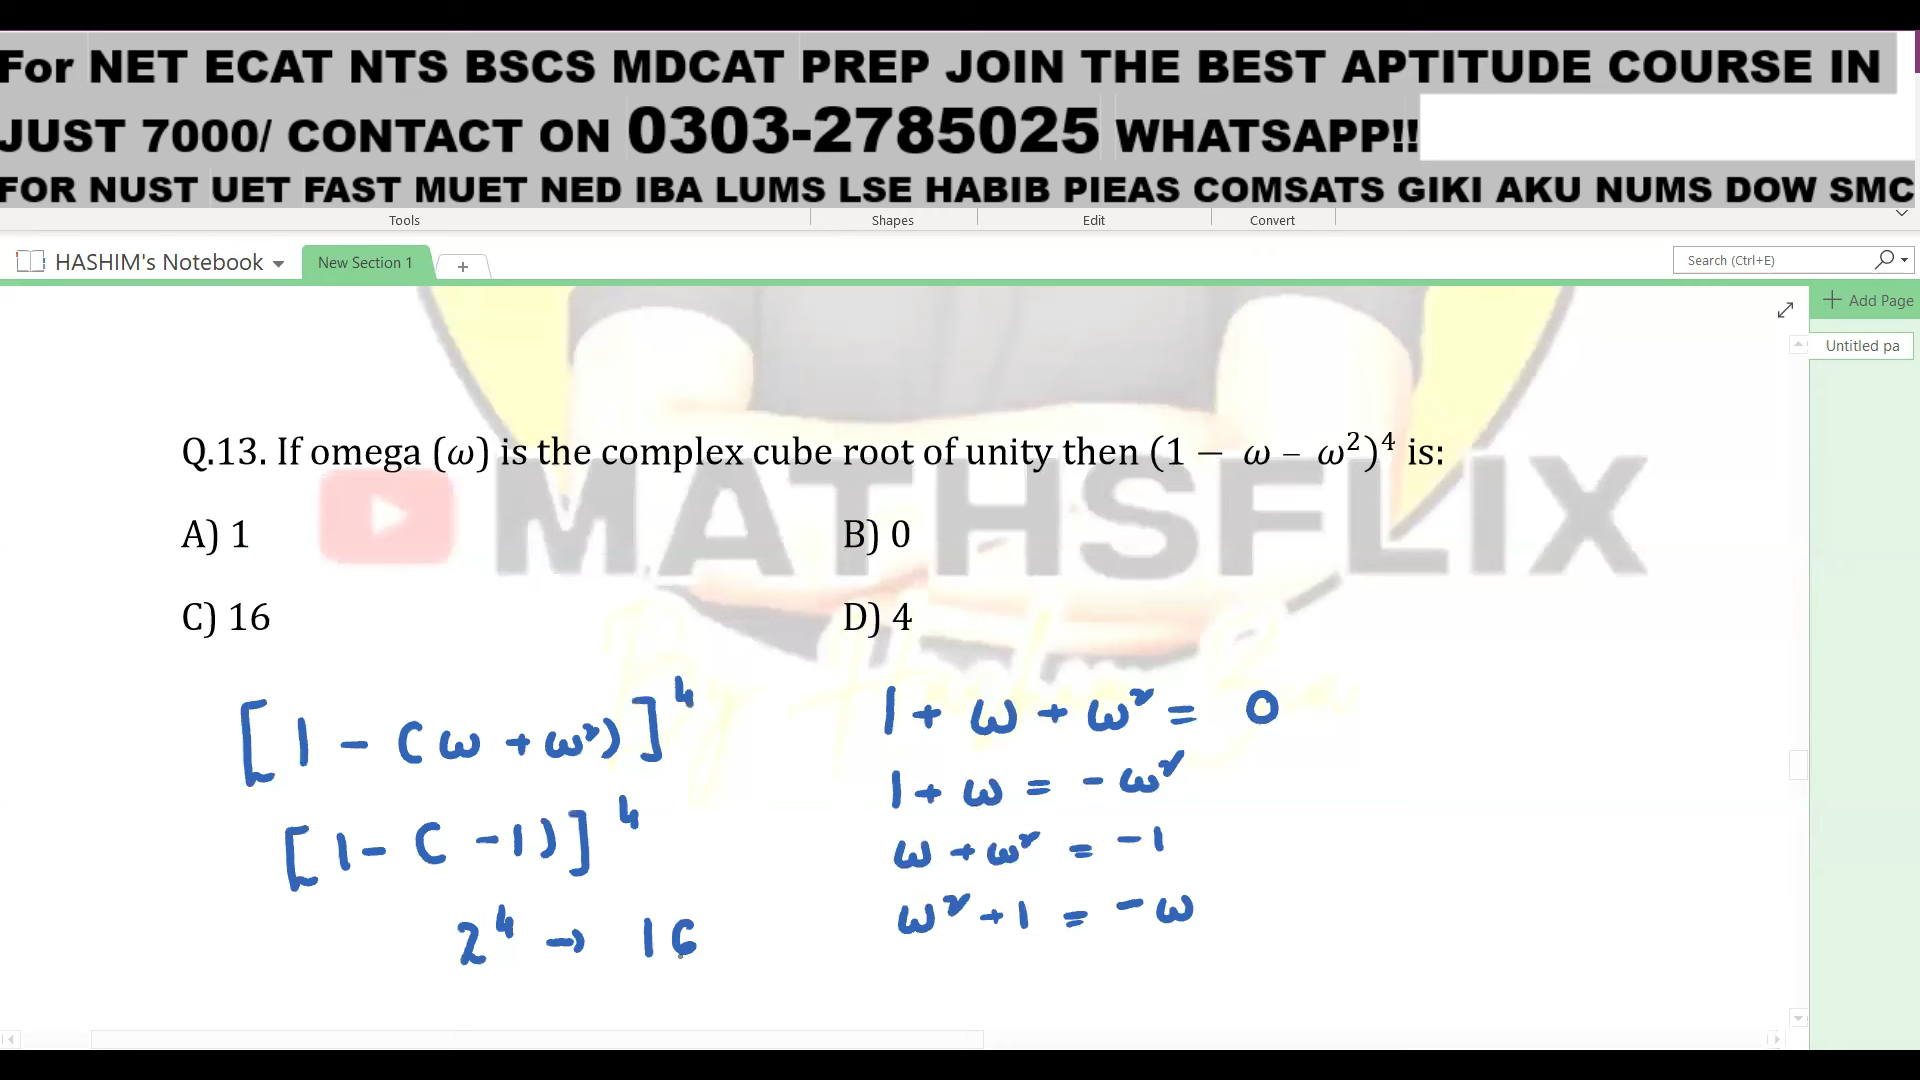 For NET ECAT NTS BSCS MDCAT PREP JOIN THE BEST APTITUDE COURSE IN
JUST 7000/ CONTACT ON 0303-2785025 WHATSAPP!!
FOR NUST UET FAST MUET NED IBA LUMS LSE HABIB PIEAS COMSATS GIKI AKU NUMS DOW SMC
Tools Shapes Edit Convert
HASHIM's Notebook New Section 1 + Search (Ctrl+E)
+ Add Page
Untitled pa
Q.13. If omega (ω) is the complex cube root of unity then (1 − ω – ω²)⁴ is:
MATHSFLIX
A) 1 B) 0
C) 16 D) 4
By Hashim
[1 - (ω + ω²)]⁴
[1 - (-1)]⁴
2⁴ → 16
1 + ω + ω² = 0
1 + ω = - ω²
ω + ω² = -1
ω² + 1 = - ω